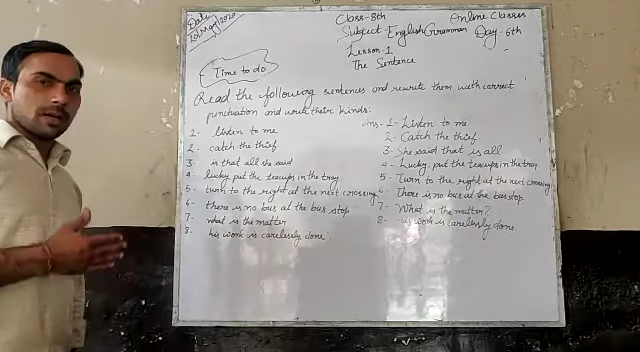 Date
Class-8th
Online Classes
Subject English Grammar
Day-6th
Lesson-1
The Sentence
Time to do
Read the following sentences and rewrite them with correct
punctuation and write their kinds:
1- listen to me
2- catch the thief
3- is that all she said
4- lucky put the teacups in the tray
5- turn to the right at the next crossing
6- there is no bus at the bus stop
7- what is the matter
8. his work is carelessly done
Ans-1- Listen to me.
2- Catch the thief.
3- She said that is all.
4- Lucky, put the teacups in the tray.
5- Turn to the right at the next crossing.
6- There is no bus at the bus stop.
7- What is the matter?
8- is work is carelessly done.